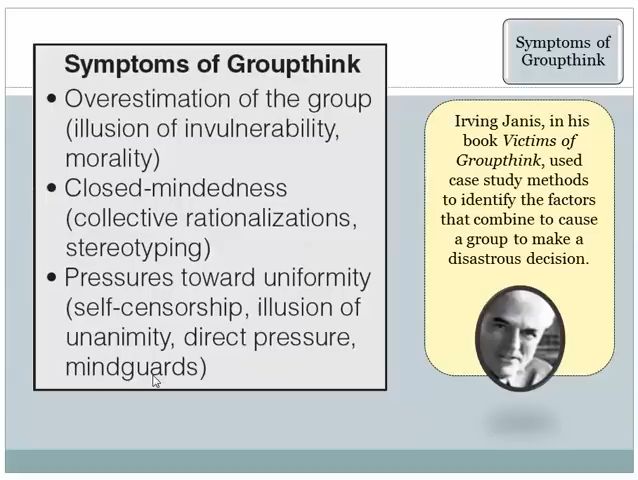 Symptoms of Groupthink
• Overestimation of the group
(illusion of invulnerability,
morality)
• Closed-mindedness
(collective rationalizations,
stereotyping)
• Pressures toward uniformity
(self-censorship, illusion of
unanimity, direct pressure,
mindguards)
Symptoms of
Groupthink
Irving Janis, in his
book Victims of
Groupthink, used
case study methods
to identify the factors
that combine to cause
a group to make a
disastrous decision.